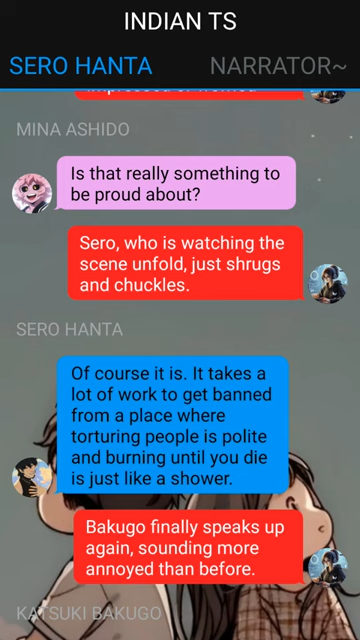 INDIAN TS
SERO HANTA
NARRATOR~
MINA ASHIDO
Is that really something to
be proud about?
Sero, who is watching the
scene unfold, just shrugs
and chuckles.
SERO HANTA
Of course it is. It takes a
lot of work to get banned
from a place where
torturing people is polite
and burning until you die
is just like a shower.
Bakugo finally speaks up
again, sounding more
annoyed than before.
KATSUKI BAKUGO